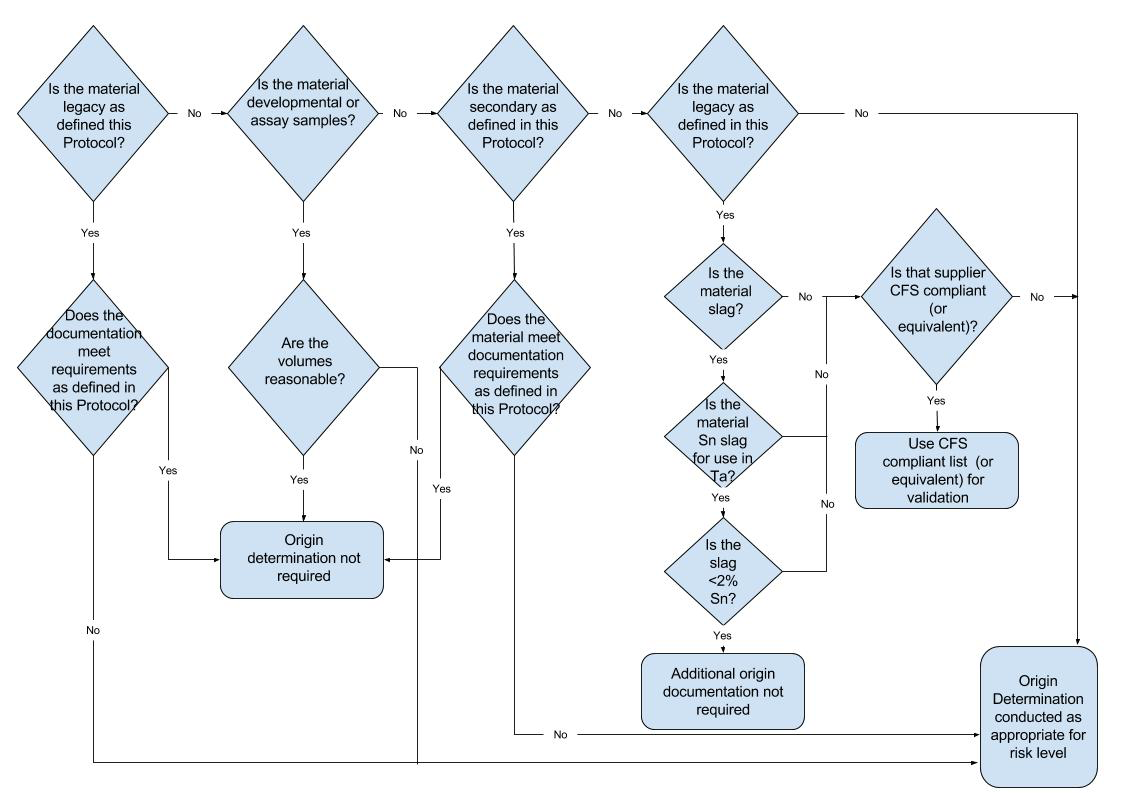 Is the material
legacy as
defined this
Protocol?
No
Is the material
developmental or
assay samples?
No
Is the material
secondary as
defined in this
Protocol?
No
Is the material
legacy as
defined in this
Protocol?
No
Yes
Yes
Yes
Yes
Does the
documentation
meet
requirements
as defined in
this Protocol?
Are the
volumes
reasonable?
Does the
material meet
documentation
requirements
as defined in
this Protocol?
Is the
material
slag?
No
Is that supplier
CFS compliant
(or
equivalent)?
No
Yes
No
Yes
Is the
material
Sn slag
for use in
Ta?
Use CFS
compliant list (or
equivalent) for
validation
Yes
No
Yes
Yes
Yes
No
Origin
determination not
required
Is the
slag
<2%
Sn?
No
Yes
Additional origin
documentation not
required
Origin
Determination
conducted as
appropriate for
risk level
No